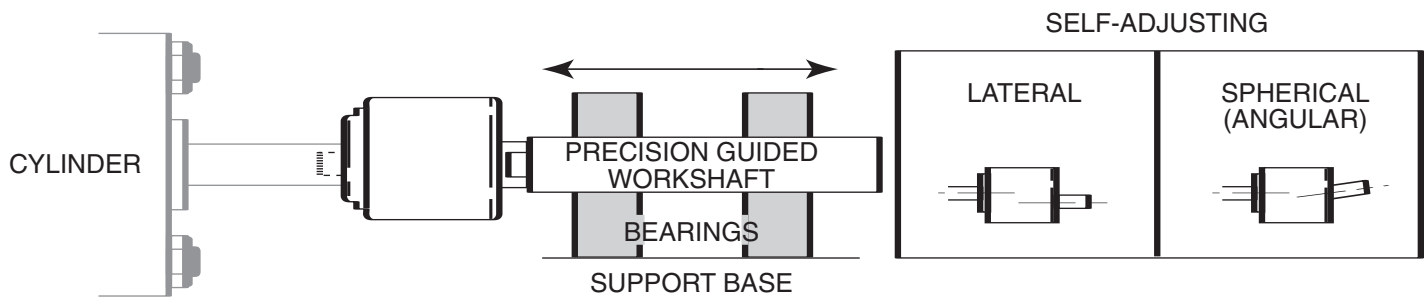 SELF-ADJUSTING
LATERAL
SPHERICAL
(ANGULAR)
CYLINDER
PRECISION GUIDED
WORKSHAFT
BEARINGS
SUPPORT BASE